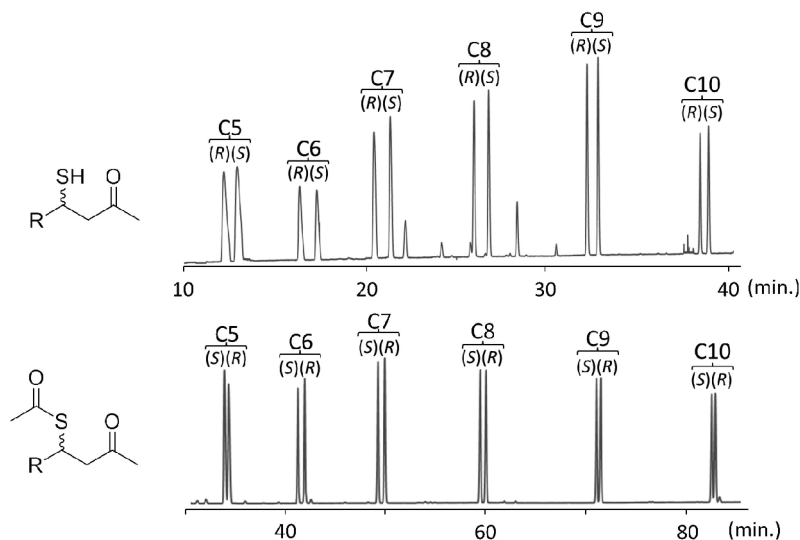 C9
(R)(S)
C8
(R)(S)
C7
(R)(S)
C10
(R)(S)
C5
(R)(S)
C6
(R)(S)
SH O
R
10 20 30 40 (min.)
C7
(S)(R)
C5
(S)(R)
C6
(S)(R)
C8
(S)(R)
C9
(S)(R)
C10
(S)(R)
O
S O
R
40 60 80 (min.)